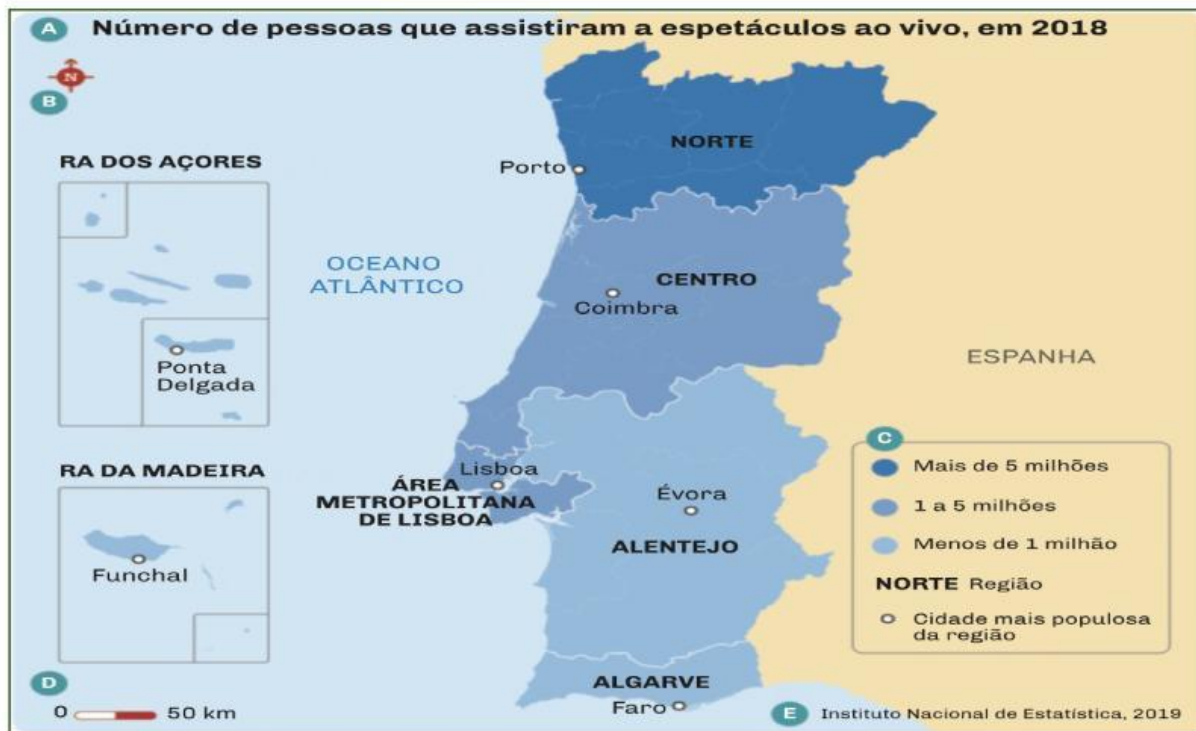 A Número de pessoas que assistiram a espetáculos ao vivo, em 2018
N
B
RA DOS AÇORES
Ponta
Delgada
RA DA MADEIRA
Funchal
OCEANO
ATLÂNTICO
NORTE
Porto
CENTRO
Coimbra
ESPANHA
Lisboa
ÁREA
METROPOLITANA
DE LISBOA
Évora
ALENTEJO
ALGARVE
Faro
C
Mais de 5 milhões
1 a 5 milhões
Menos de 1 milhão
NORTE Região
Cidade mais populosa
da região
D
0 50 km
E Instituto Nacional de Estatística, 2019